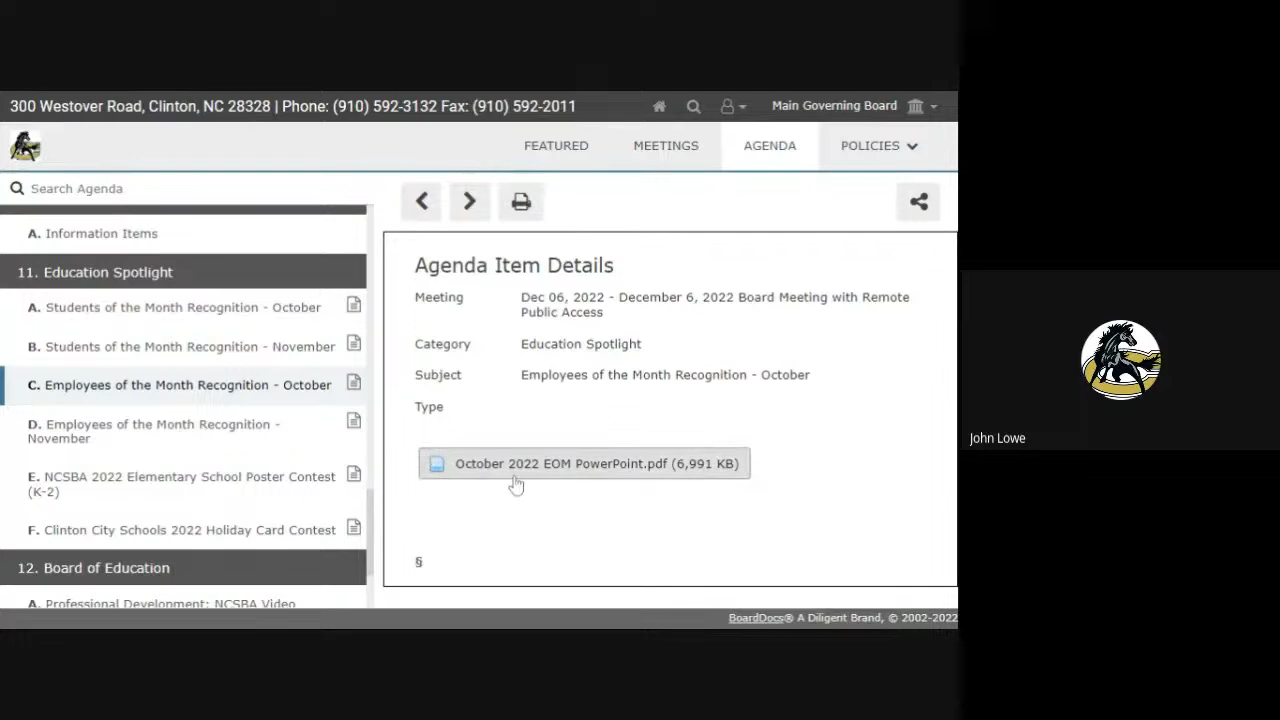 300 Westover Road, Clinton, NC 28328 | Phone: (910) 592-3132 Fax: (910) 592-2011
Main Governing Board
FEATURED
MEETINGS
AGENDA
POLICIES
Search Agenda
A. Information Items
11. Education Spotlight
A. Students of the Month Recognition - October
B. Students of the Month Recognition - November
C. Employees of the Month Recognition - October
D. Employees of the Month Recognition -
November
E. NCSBA 2022 Elementary School Poster Contest
(K-2)
F. Clinton City Schools 2022 Holiday Card Contest
12. Board of Education
A. Professional Development: NCSBA Video
Agenda Item Details
Meeting
Dec 06, 2022 - December 6, 2022 Board Meeting with Remote
Public Access
Category
Education Spotlight
Subject
Employees of the Month Recognition - October
Type
October 2022 EOM PowerPoint.pdf (6,991 KB)
§
BoardDocs® A Diligent Brand, © 2002-2022
John Lowe